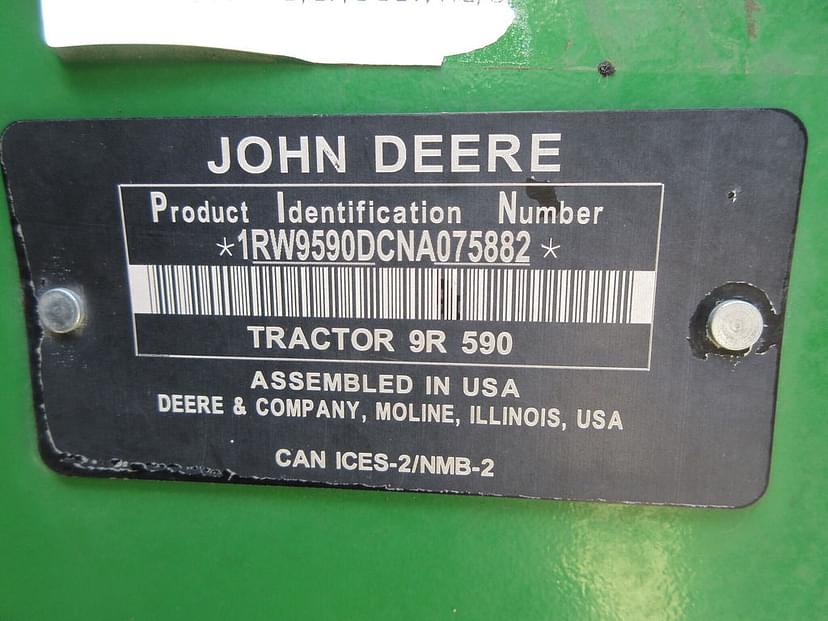 JOHN DEERE
Product Identification Number
*1RW9590DCNA075882*
TRACTOR 9R 590
ASSEMBLED IN USA
DEERE & COMPANY, MOLINE, ILLINOIS, USA
CAN ICES-2/NMB-2